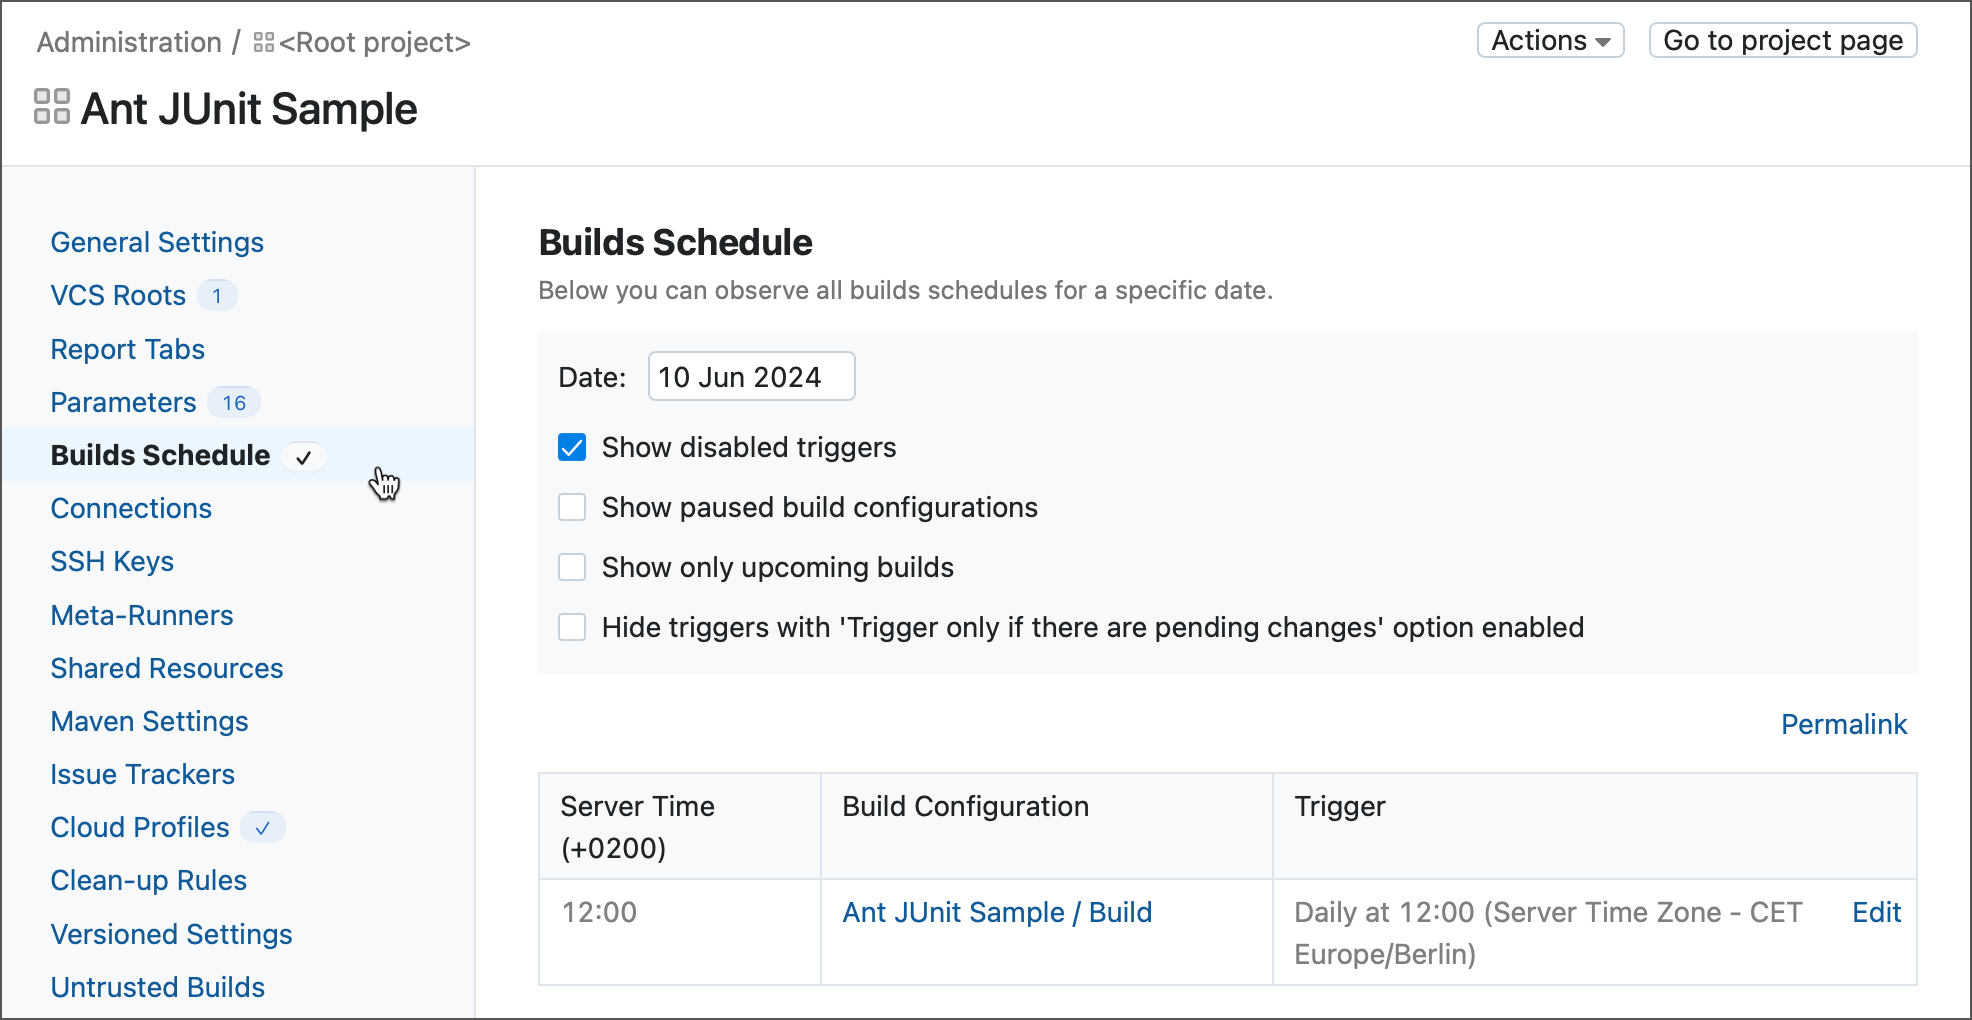 Administration / <Root project>
Actions
Go to project page
Ant JUnit Sample
General Settings
VCS Roots 1
Report Tabs
Parameters 16
Builds Schedule
Connections
SSH Keys
Meta-Runners
Shared Resources
Maven Settings
Issue Trackers
Cloud Profiles
Clean-up Rules
Versioned Settings
Untrusted Builds
Builds Schedule
Below you can observe all builds schedules for a specific date.
Date: 10 Jun 2024
Show disabled triggers
Show paused build configurations
Show only upcoming builds
Hide triggers with 'Trigger only if there are pending changes' option enabled
Permalink
Server Time
(+0200)
Build Configuration
Trigger
12:00
Ant JUnit Sample / Build
Daily at 12:00 (Server Time Zone - CET
Europe/Berlin)
Edit